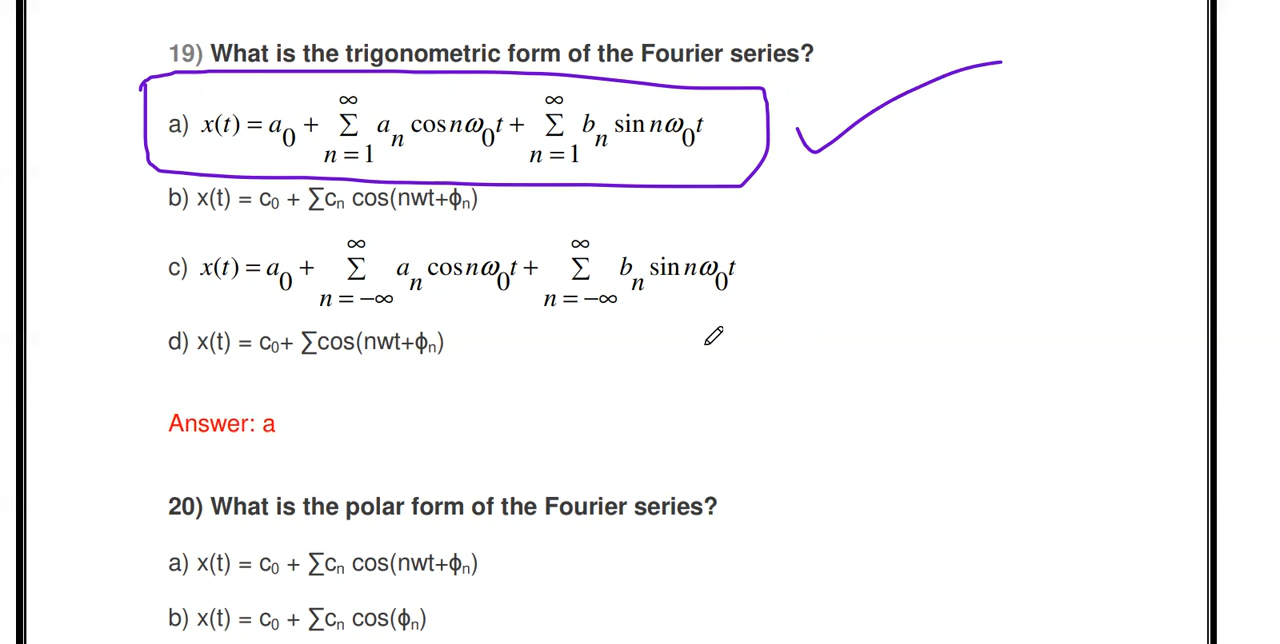 19) What is the trigonometric form of the Fourier series?
a) x(t) = a₀ + ∑_{n = 1}^{∞} aₙ cos nω₀t + ∑_{n = 1}^{∞} bₙ sin nω₀t
b) x(t) = c₀ + ∑cₙ cos(nwt+ϕₙ)
c) x(t) = a₀ + ∑_{n = −∞}^{∞} aₙ cos nω₀t + ∑_{n = −∞}^{∞} bₙ sin nω₀t
d) x(t) = c₀+ ∑cos(nwt+ϕₙ)
Answer: a
20) What is the polar form of the Fourier series?
a) x(t) = c₀ + ∑cₙ cos(nwt+ϕₙ)
b) x(t) = c₀ + ∑cₙ cos(ϕₙ)